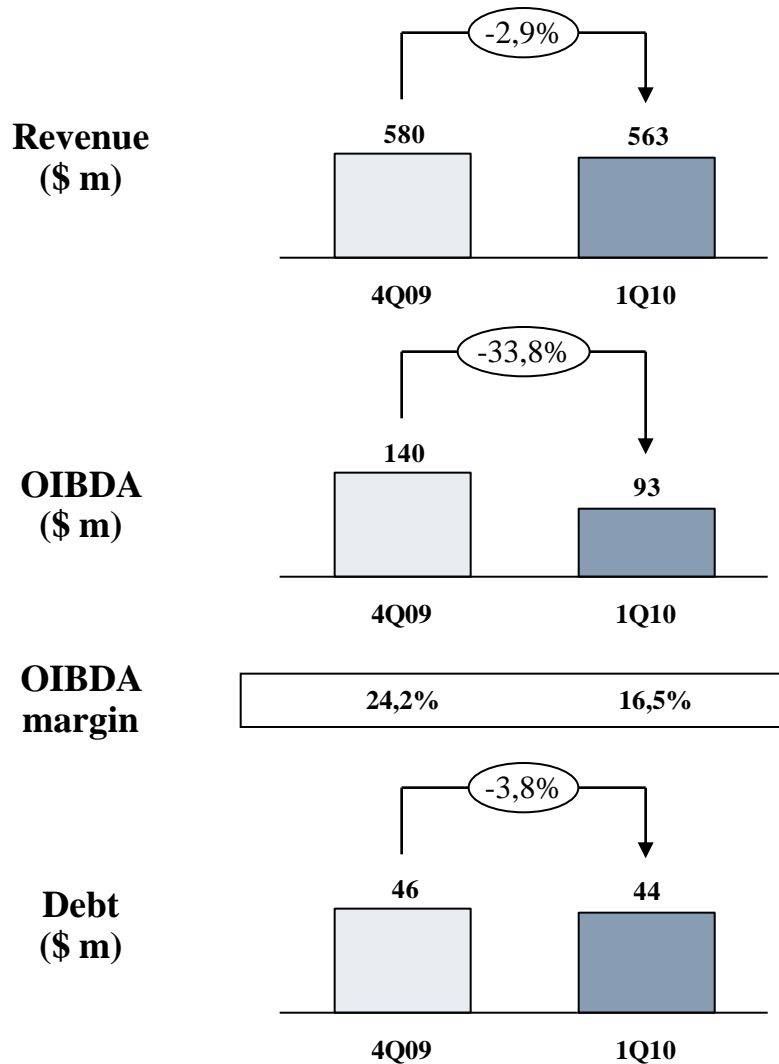 -2,9%
Revenue
($ m)
580 563
4Q09 1Q10
-33,8%
OIBDA
($ m)
140 93
4Q09 1Q10
OIBDA
margin
24,2% 16,5%
-3,8%
Debt
($ m)
46 44
4Q09 1Q10